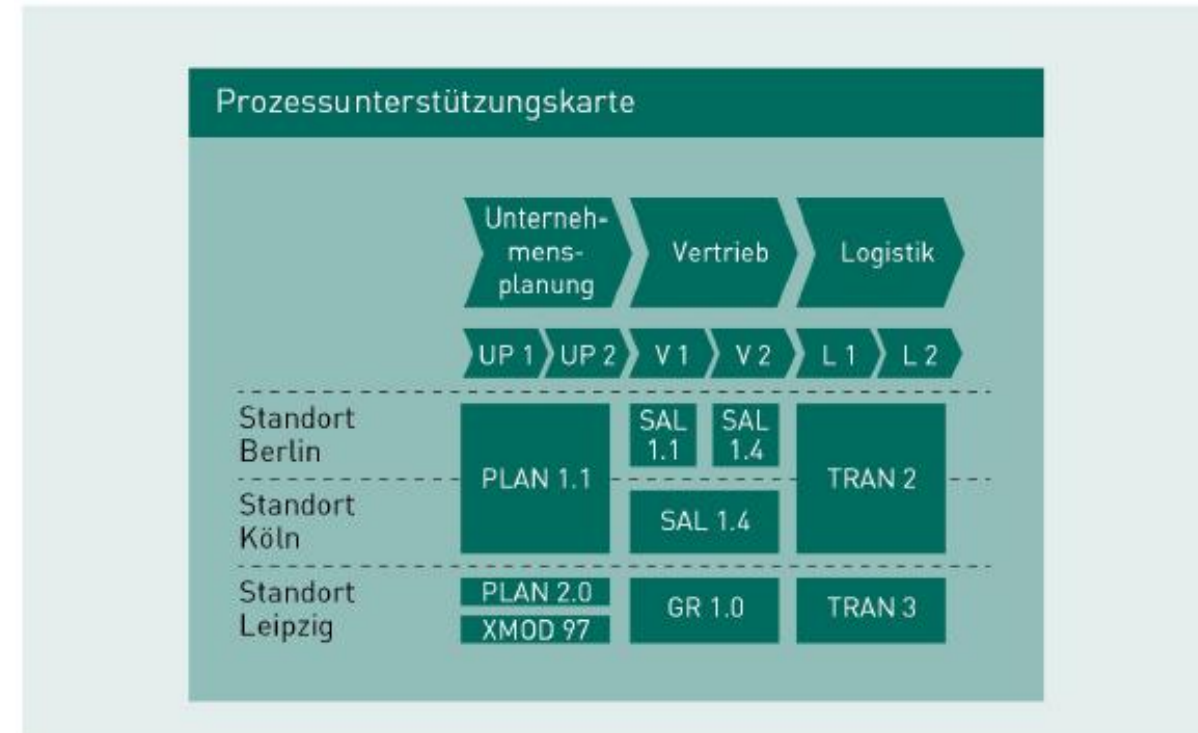 Prozessunterstützungskarte
Unterneh-
mens-
planung
Vertrieb
Logistik
UP 1
UP 2
V 1
V 2
L 1
L 2
Standort
Berlin
PLAN 1.1
SAL
1.1
SAL
1.4
TRAN 2
Standort
Köln
SAL 1.4
Standort
Leipzig
PLAN 2.0
XMOD 97
GR 1.0
TRAN 3